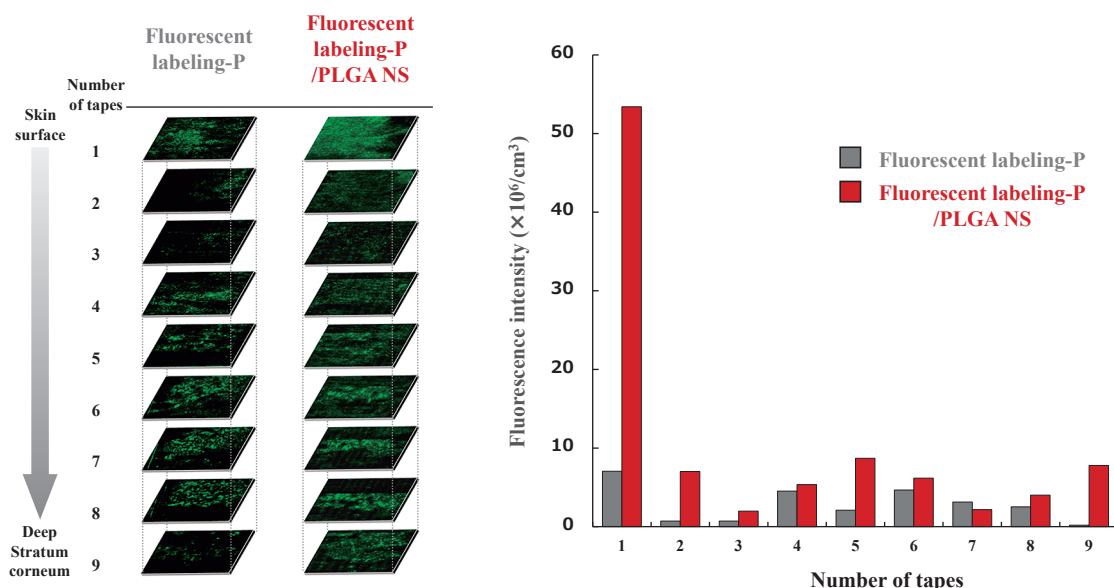 Fluorescent
labeling-P
Fluorescent
labeling-P
/PLGA NS
Number
of tapes
Skin
surface
1
2
3
4
5
6
7
8
9
Deep
Stratum
corneum
Fluorescence intensity (×10⁶/cm³)
60
50
40
30
20
10
0
Fluorescent labeling-P
Fluorescent labeling-P
/PLGA NS
1 2 3 4 5 6 7 8 9
Number of tapes